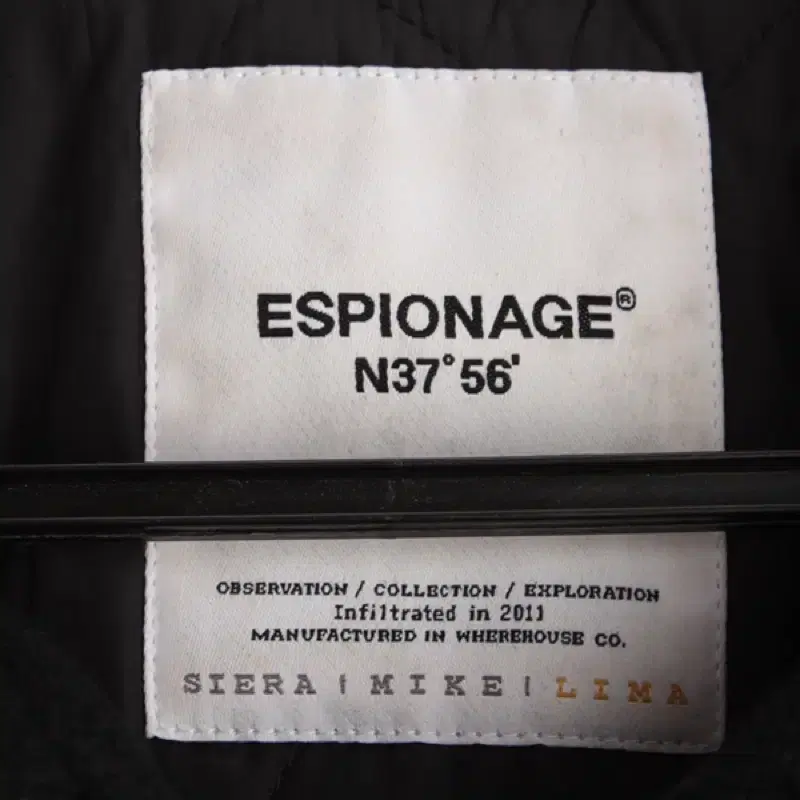 ESPIONAGE®
N37°56'
OBSERVATION / COLLECTION / EXPLORATION
Infiltrated in 2011
MANUFACTURED IN WHEREHOUSE CO.
SIERA | MIKE | LIMA